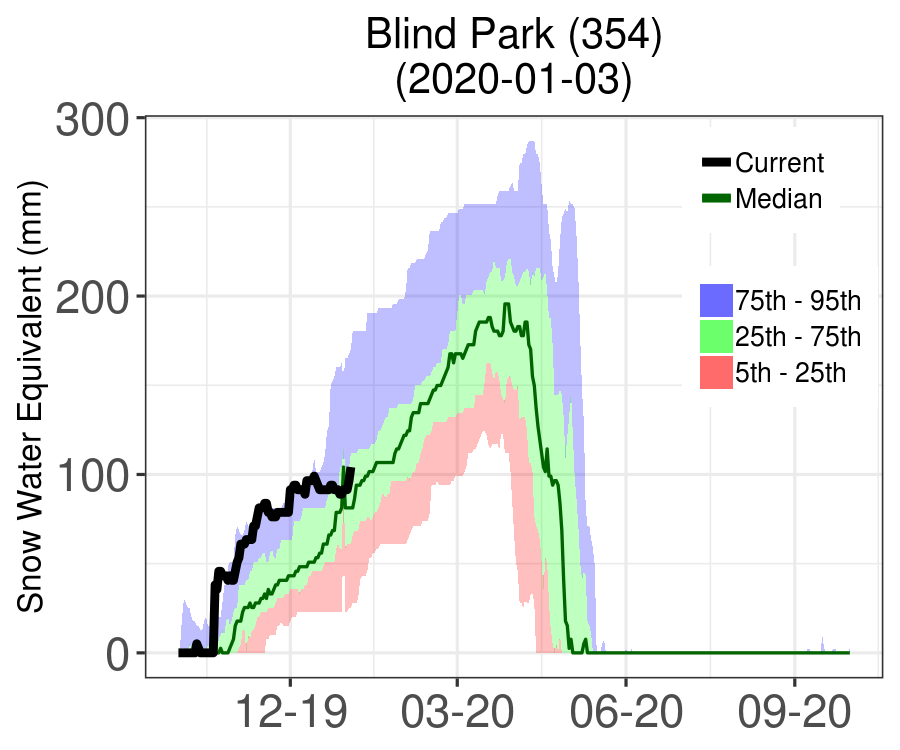 Blind Park (354)
(2020-01-03)
Snow Water Equivalent (mm)
300
200
100
0
Current
Median
75th - 95th
25th - 75th
5th - 25th
12-19 03-20 06-20 09-20